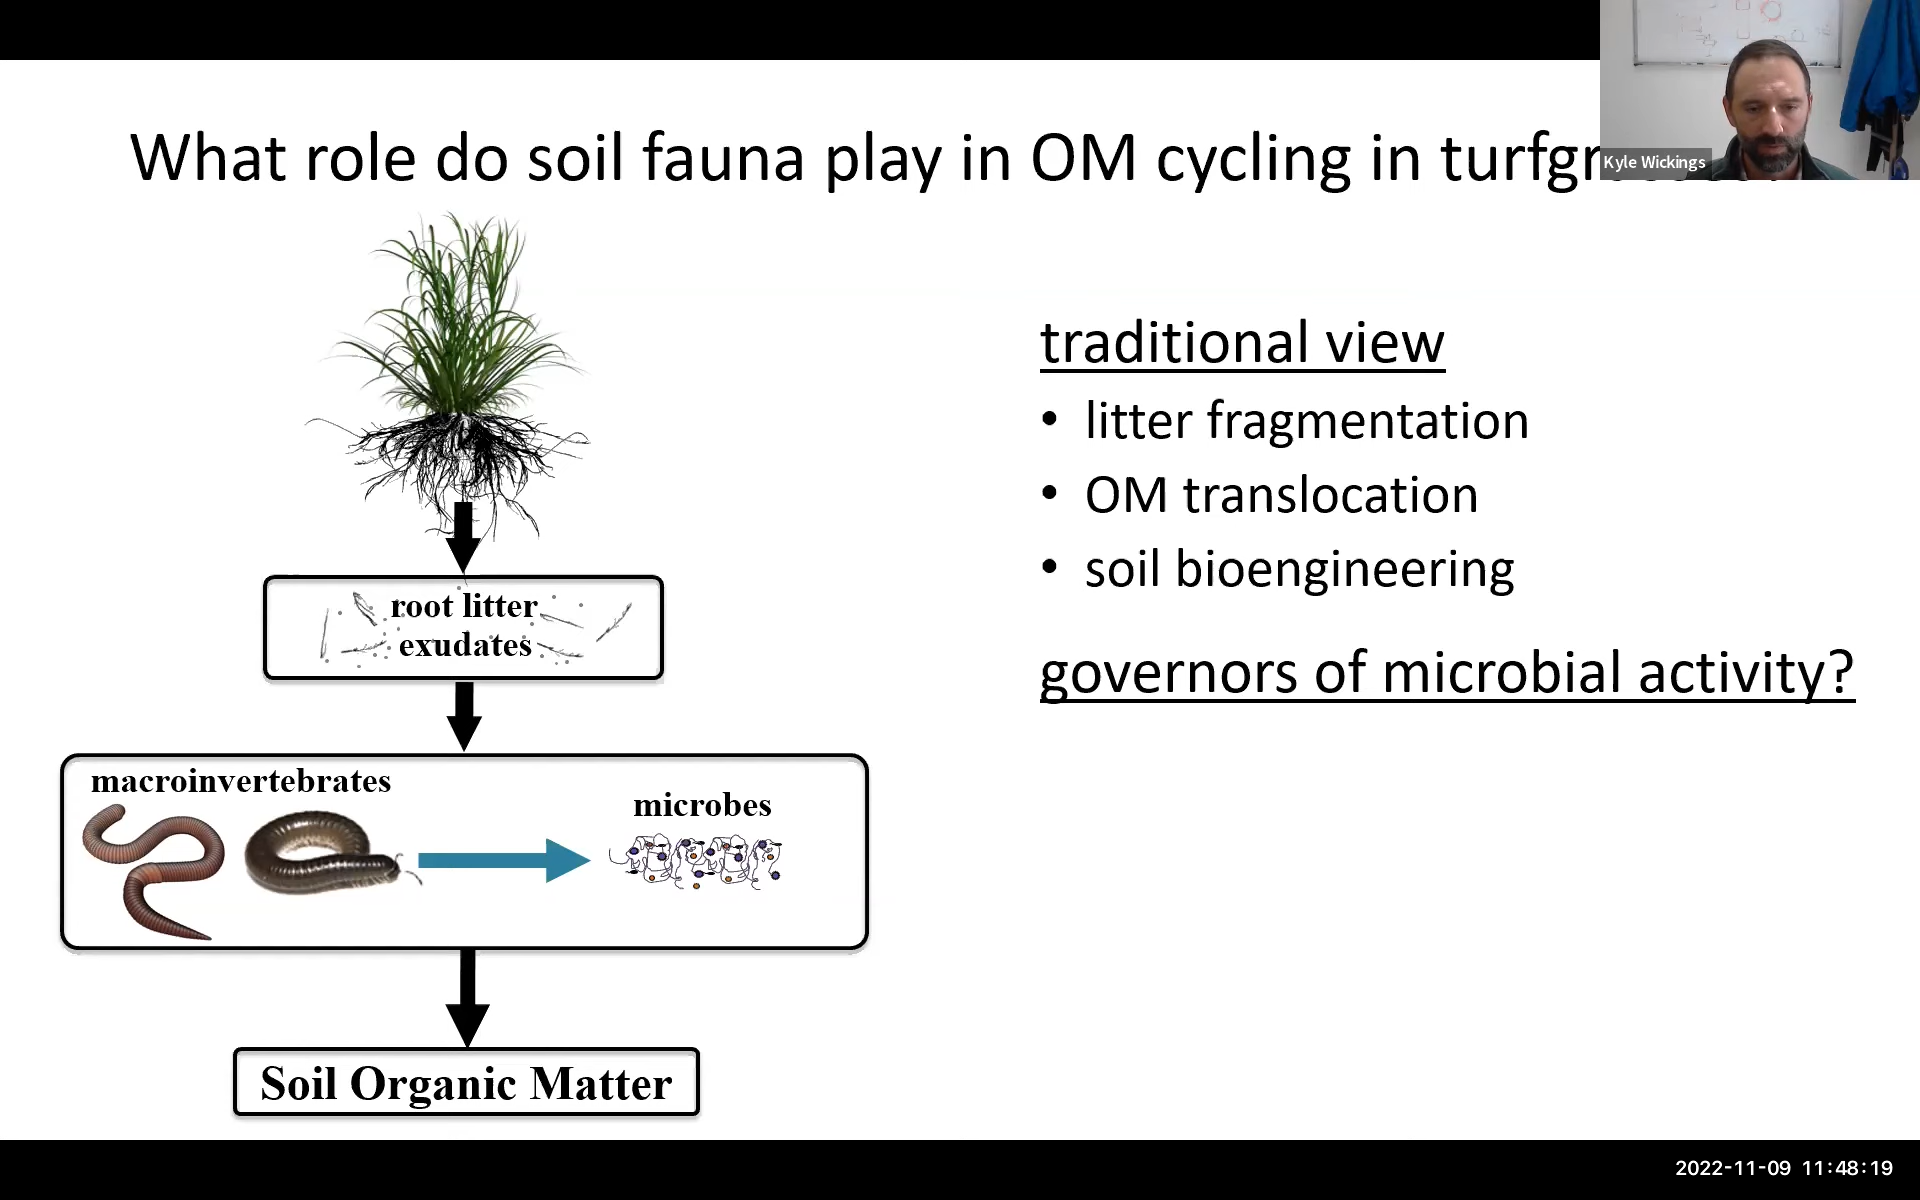 What role do soil fauna play in OM cycling in
Kyle Wickings
traditional view
• litter fragmentation
• OM translocation
• soil bioengineering
governors of microbial activity?
root litter
exudates
macroinvertebrates
microbes
Soil Organic Matter
2022-11-09 11:48:19